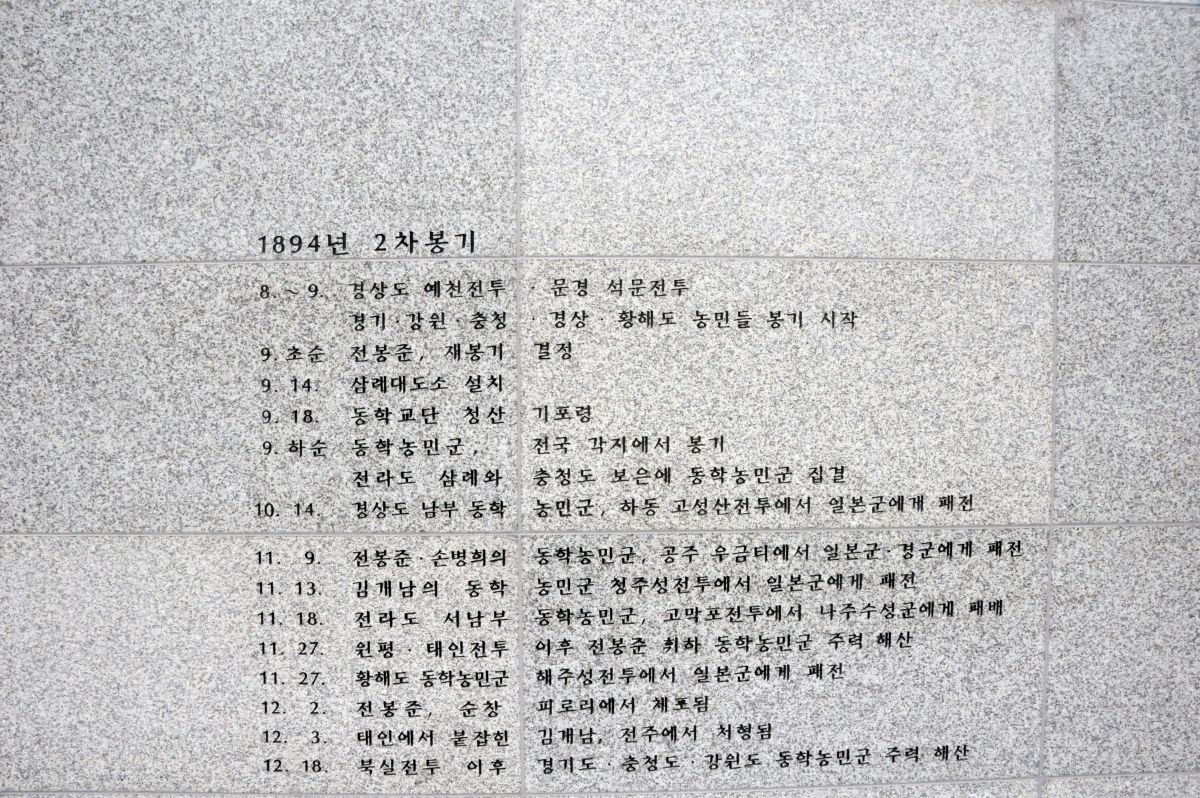 1894년 2차봉기
8. ~ 9. 경상도 예천전투 · 문경 석문전투
경기 · 강원 · 충청 · 경상 · 황해도 농민들 봉기 시작
9. 초순 전봉준, 재봉기 결정
9. 14. 삼례대도소 설치
9. 18. 동학교단 청산 기포령
9. 하순 동학농민군, 전국 각지에서 봉기
전라도 삼례와 충청도 보은에 동학농민군 집결
10. 14. 경상도 남부 동학농민군, 하동 고성산전투에서 일본군에게 패전
11. 9. 전봉준 · 손병희의 동학농민군, 공주 우금티에서 일본군 · 경군에게 패전
11. 13. 김개남의 동학농민군 청주성전투에서 일본군에게 패전
11. 18. 전라도 서남부 동학농민군, 고막포전투에서 나주수성군에게 패배
11. 27. 원평 · 태인전투 이후 전봉준 휘하 동학농민군 주력 해산
11. 27. 황해도 동학농민군 해주성전투에서 일본군에게 패전
12. 2. 전봉준, 순창 피로리에서 체포됨
12. 3. 태인에서 붙잡힌 김개남, 전주에서 처형됨
12. 18. 북실전투 이후 경기도 · 충청도 · 강원도 동학농민군 주력 해산